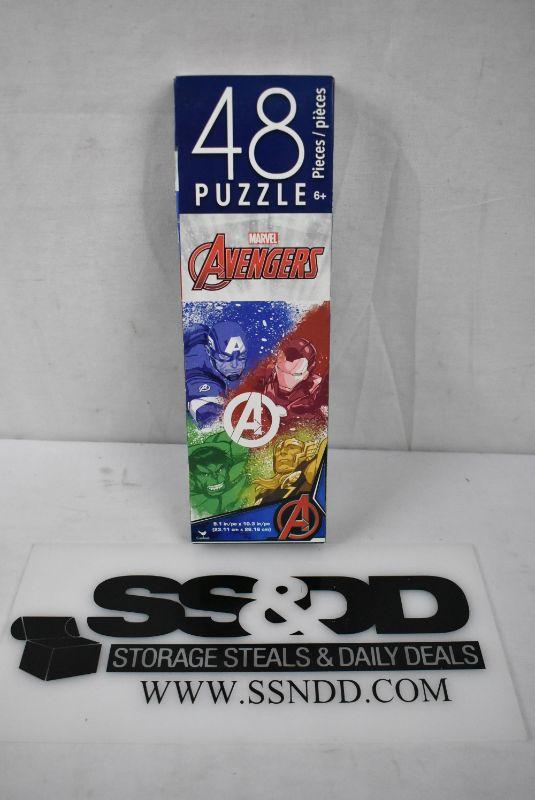 48
PUZZLE 6+
Pieces / pièces
MARVEL
AVENGERS
A
A
9.1 in/po x 10.3 in/po
(23.11 cm x 26.16 cm)
SS&DD
STORAGE STEALS & DAILY DEALS
WWW.SSNDD.COM